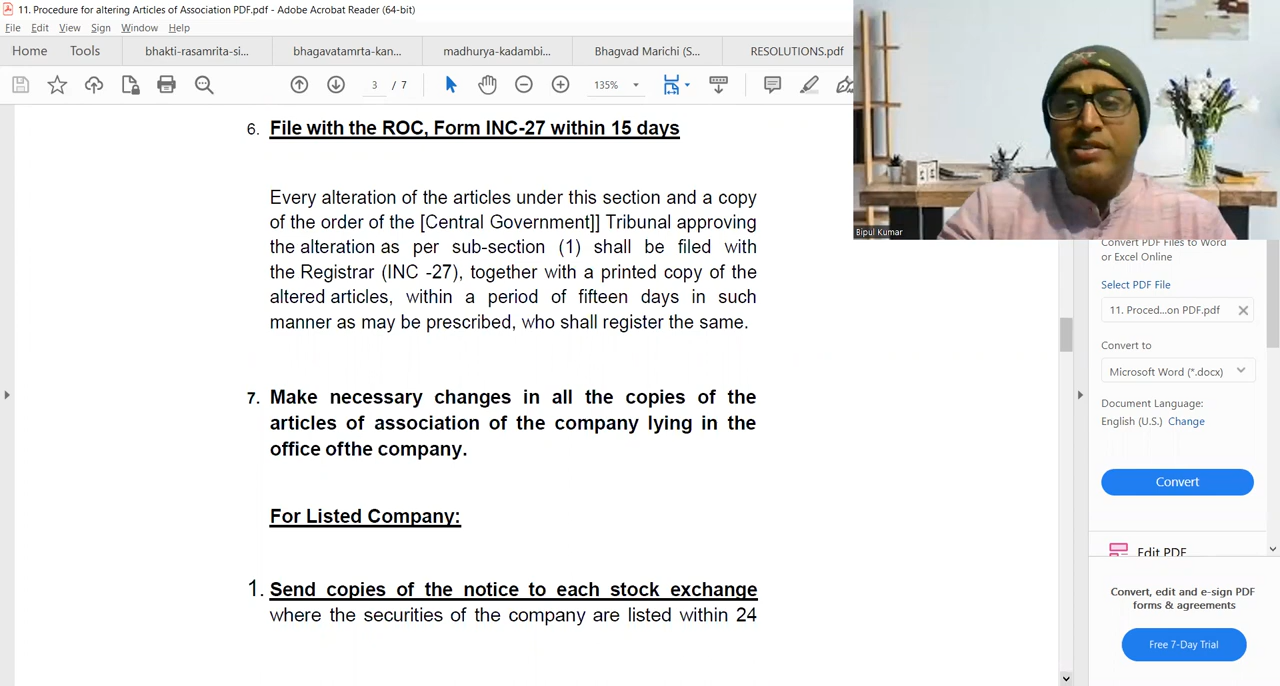 11. Procedure for altering Articles of Association PDF.pdf - Adobe Acrobat Reader (64-bit)
File Edit View Sign Window Help
Home Tools bhakti-rasamrita-si... bhagavatamrta-kan... madhurya-kadambi... Bhagvad Marichi (S... RESOLUTIONS.pdf
3 / 7 135%
Bipul Kumar
6. File with the ROC, Form INC-27 within 15 days
Every alteration of the articles under this section and a copy
of the order of the [Central Government]] Tribunal approving
the alteration as per sub-section (1) shall be filed with
the Registrar (INC -27), together with a printed copy of the
altered articles, within a period of fifteen days in such
manner as may be prescribed, who shall register the same.
7. Make necessary changes in all the copies of the
articles of association of the company lying in the
office ofthe company.
For Listed Company:
1. Send copies of the notice to each stock exchange
where the securities of the company are listed within 24
Convert PDF Files to Word
or Excel Online
Select PDF File
11. Proced...on PDF.pdf
Convert to
Microsoft Word (*.docx)
Document Language:
English (U.S.) Change
Convert
Edit PDF
Convert, edit and e-sign PDF
forms & agreements
Free 7-Day Trial